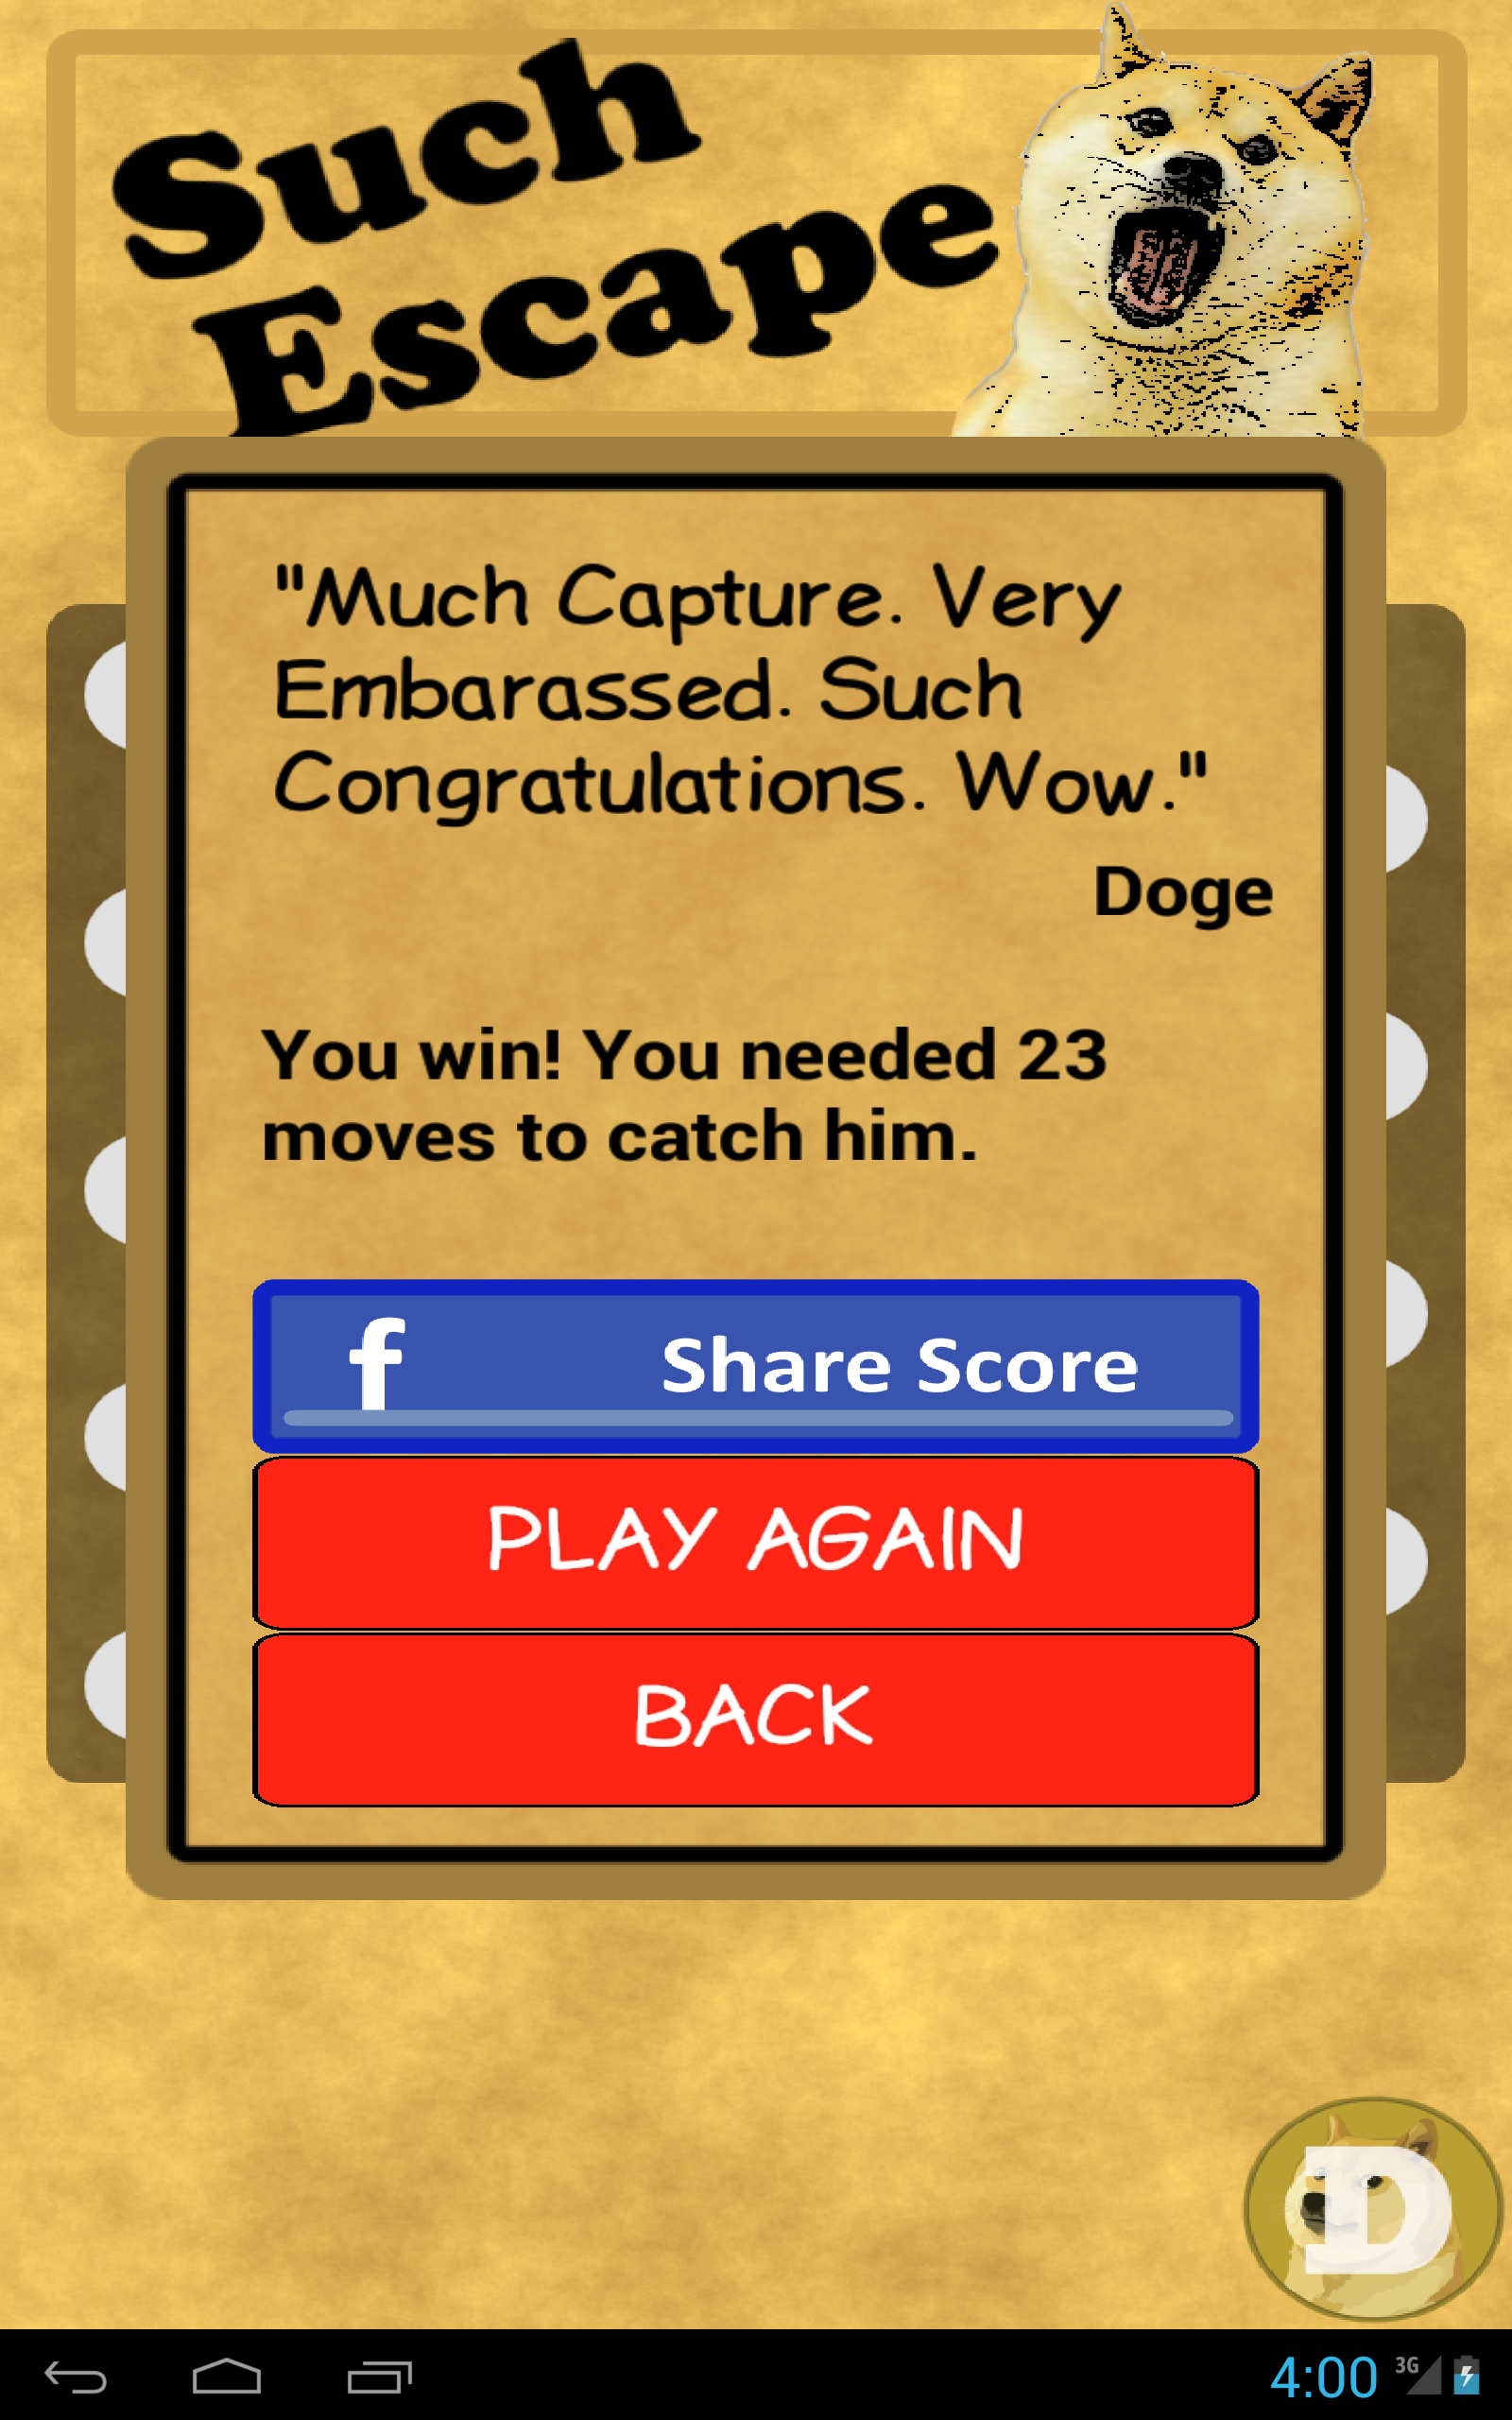 Such
Escape
"Much Capture. Very
Embarassed. Such
Congratulations. Wow."
Doge
You win! You needed 23
moves to catch him.
f Share Score
PLAY AGAIN
BACK
D
4:00 3G